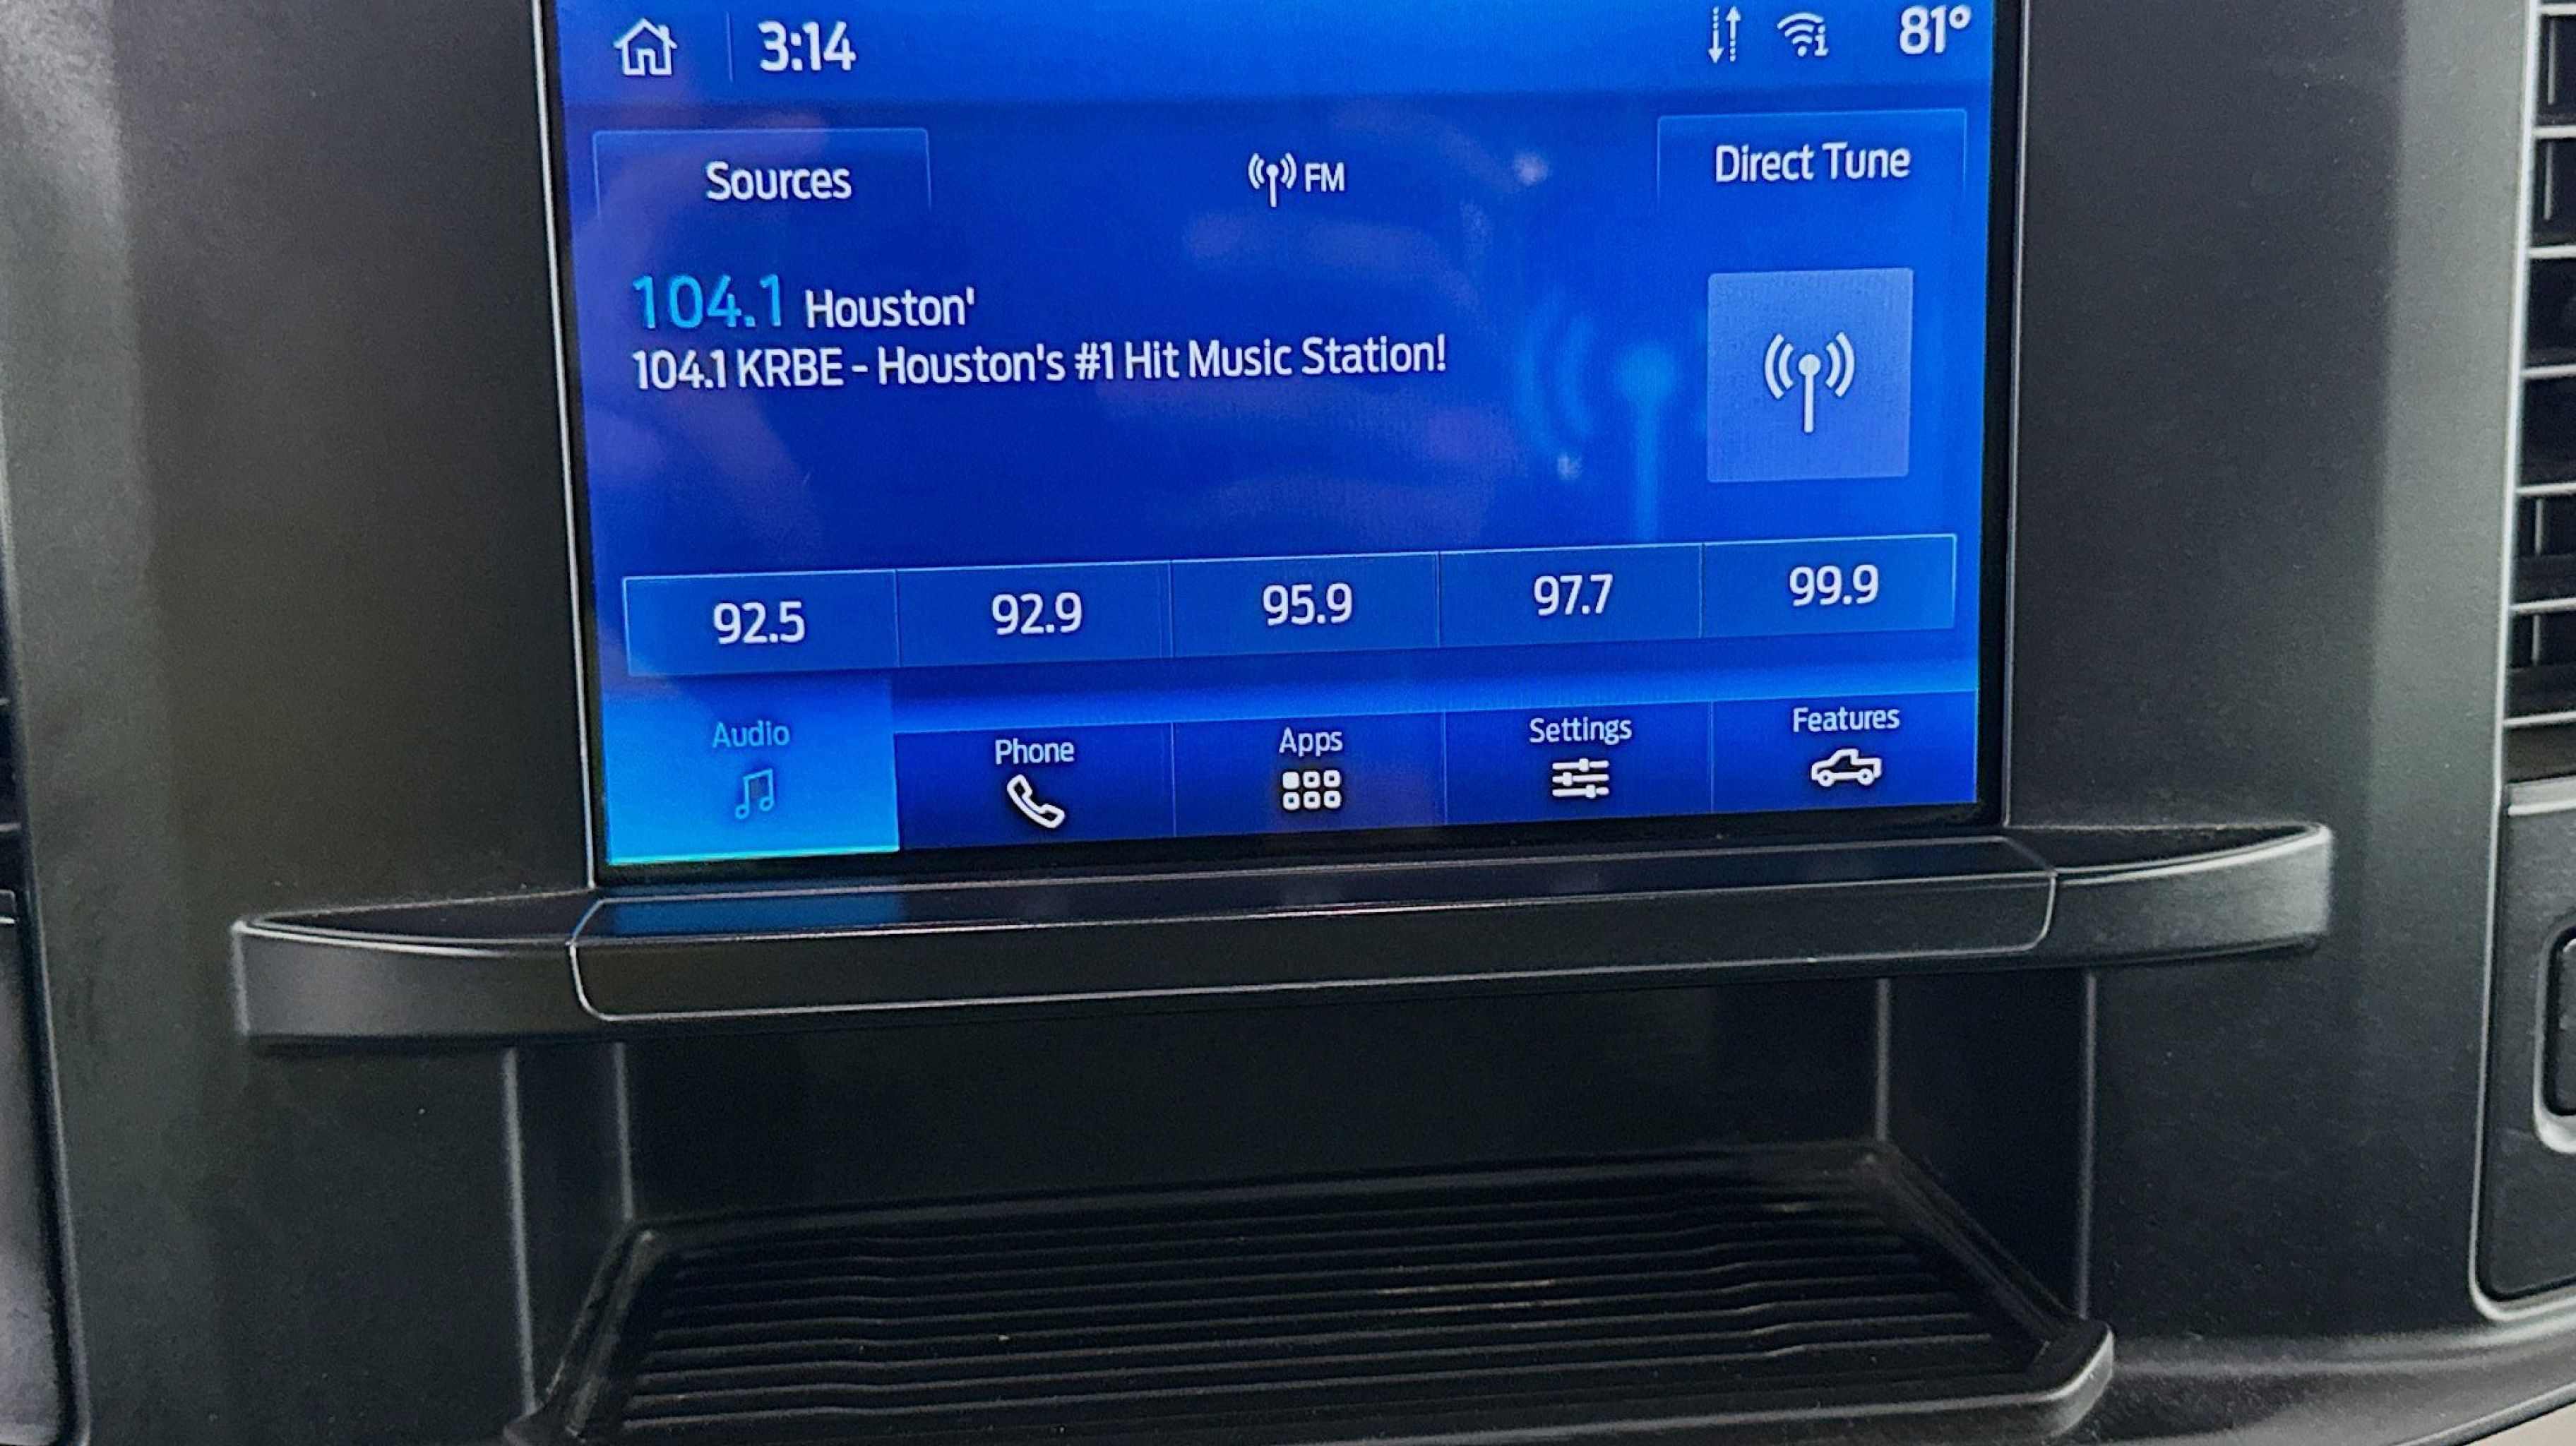 3:14
81°
Sources
FM
Direct Tune
104.1 Houston'
104.1 KRBE - Houston's #1 Hit Music Station!
92.5
92.9
95.9
97.7
99.9
Audio
Phone
Apps
Settings
Features